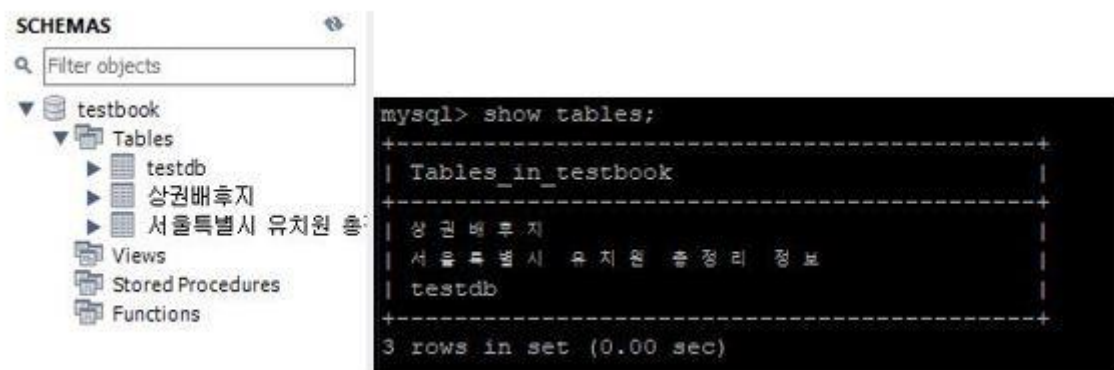 SCHEMAS
Filter objects
testbook
Tables
testdb
상권배후지
서울특별시 유치원 총
Views
Stored Procedures
Functions
mysql> show tables;
+-----------------------------------------+
| Tables_in_testbook |
+-----------------------------------------+
| 상권배후지 |
| 서울특별시 유치원 총정리 정보 |
| testdb |
+-----------------------------------------+
3 rows in set (0.00 sec)